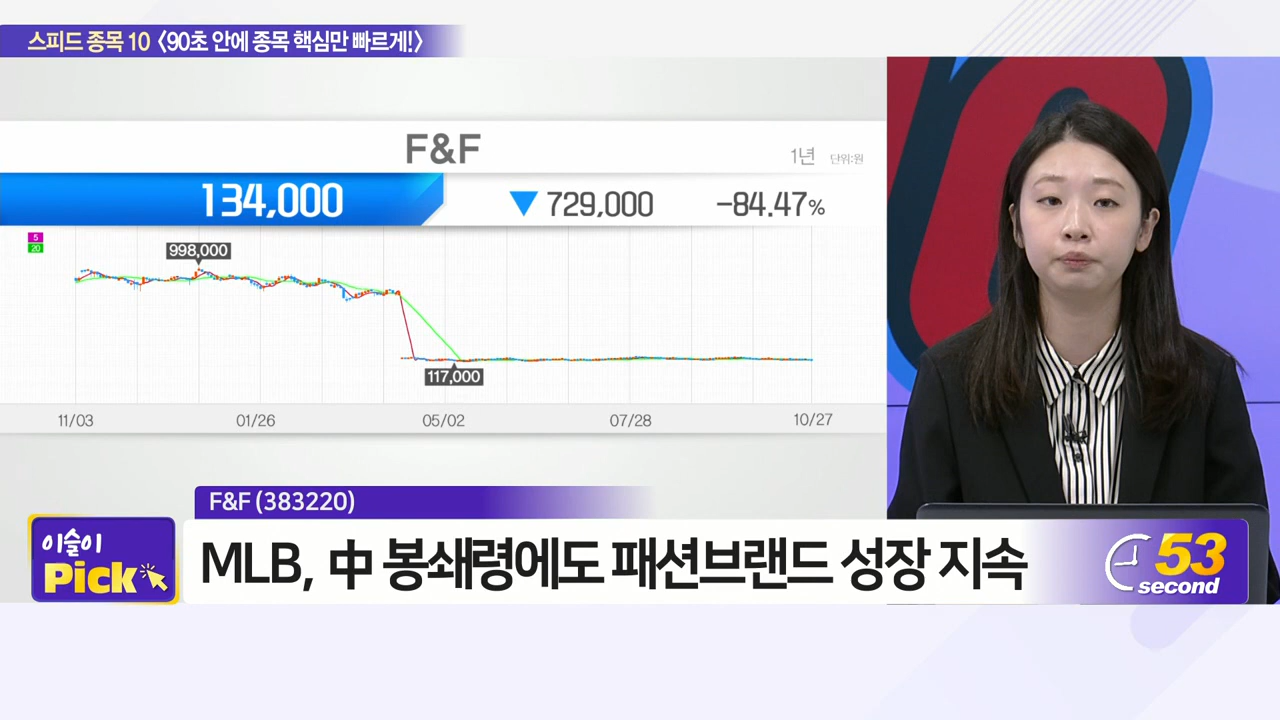 스피드 종목 10 〈90초 안에 종목 핵심만 빠르게!〉
F&F
1년 단위:원
134,000 ▼ 729,000 -84.47%
5
20
998,000
117,000
11/03 01/26 05/02 07/28 10/27
F&F (383220)
이슬이
Pick
MLB, 中 봉쇄령에도 패션브랜드 성장 지속
53
second